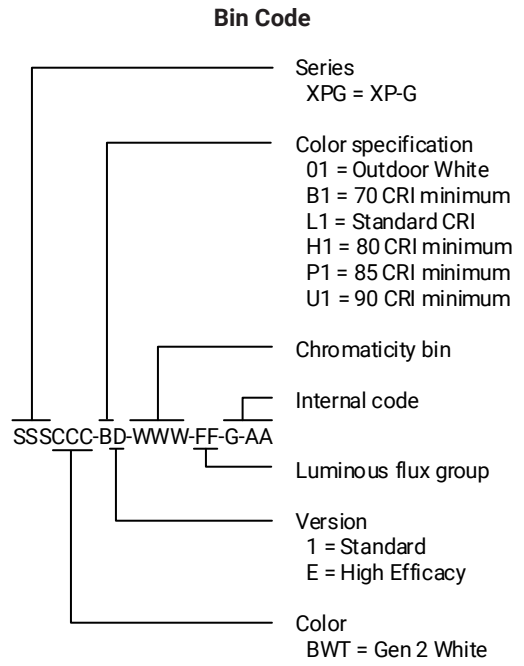 Bin Code
Series
XPG = XP-G
Color specification
01 = Outdoor White
B1 = 70 CRI minimum
L1 = Standard CRI
H1 = 80 CRI minimum
P1 = 85 CRI minimum
U1 = 90 CRI minimum
Chromaticity bin
Internal code
SSSCCC-BD-WWW-FF-G-AA
Luminous flux group
Version
1 = Standard
E = High Efficacy
Color
BWT = Gen 2 White